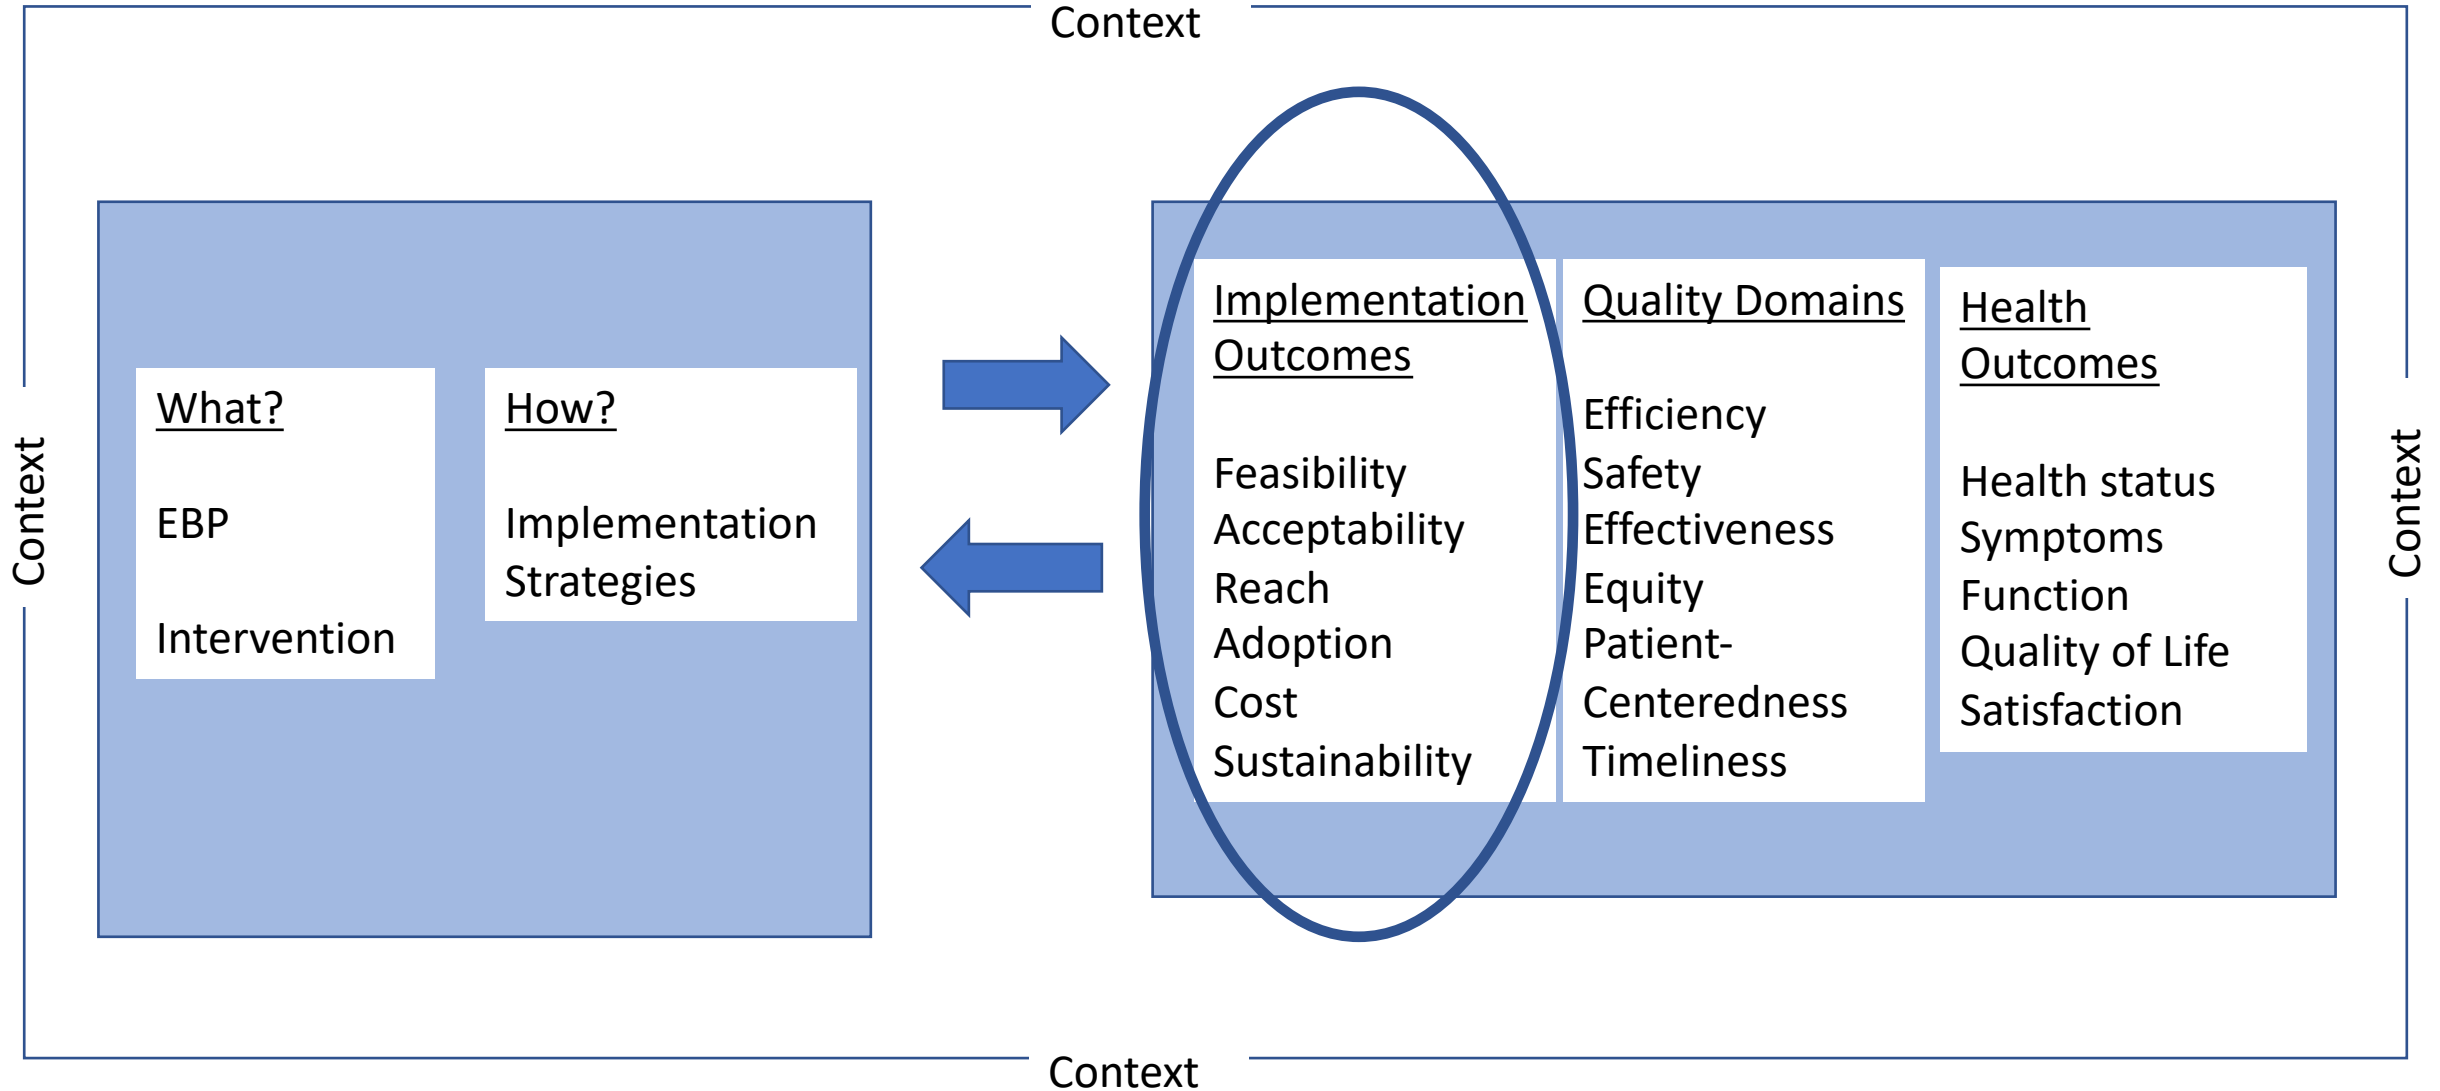 Context
Context
What?
EBP
Intervention
How?
Implementation
Strategies
Implementation
Outcomes
Feasibility
Acceptability
Reach
Adoption
Cost
Sustainability
Quality Domains
Efficiency
Safety
Effectiveness
Equity
Patient-
Centeredness
Timeliness
Health
Outcomes
Health status
Symptoms
Function
Quality of Life
Satisfaction
Context
Context